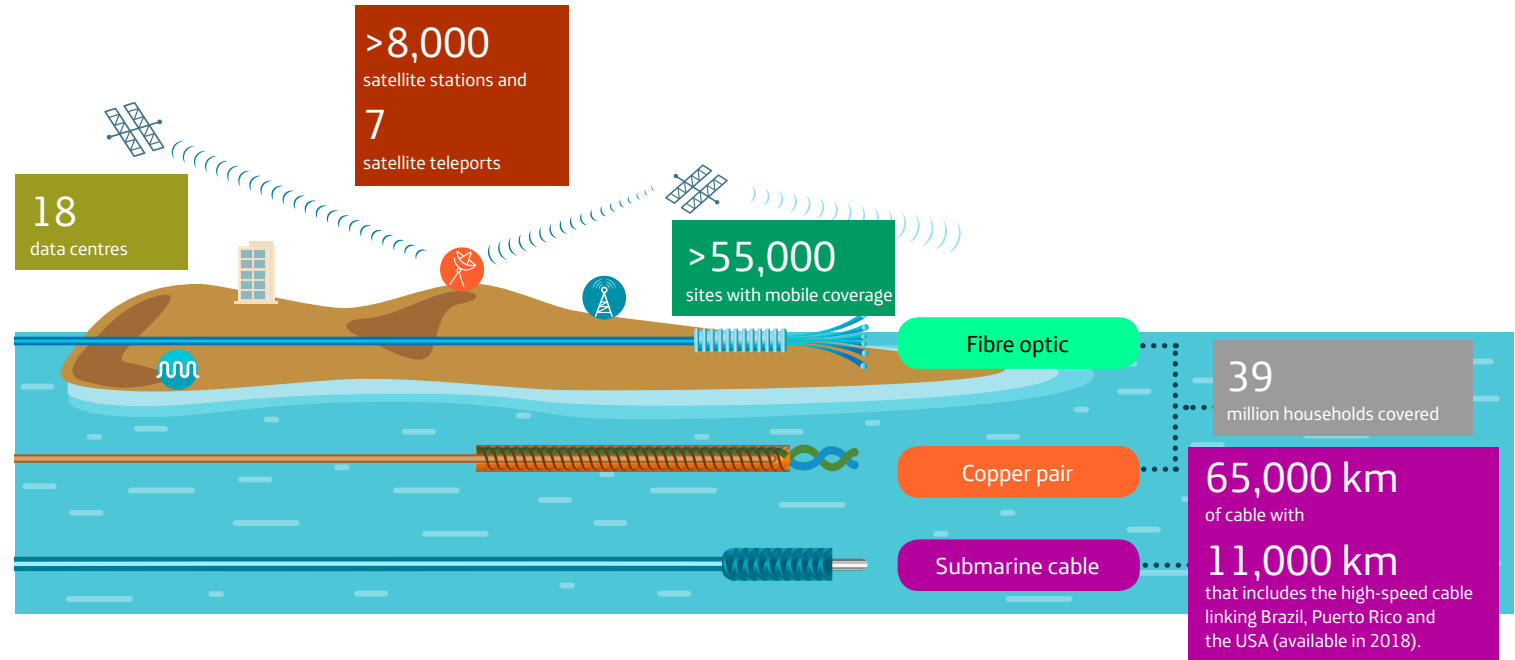 >8,000
satellite stations and
7
satellite teleports
18
data centres
>55,000
sites with mobile coverage
Fibre optic
39
million households covered
Copper pair
65,000 km
of cable with
11,000 km
that includes the high-speed cable
linking Brazil, Puerto Rico and
the USA (available in 2018).
Submarine cable